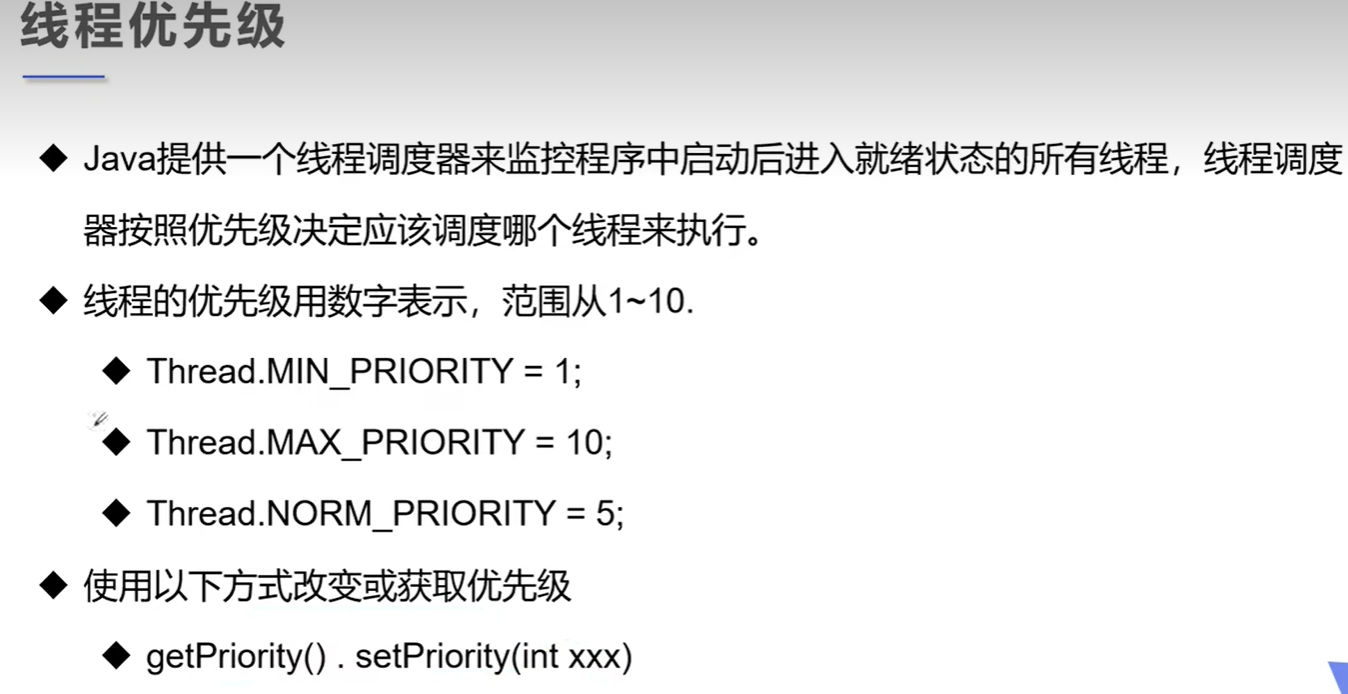 线程优先级
Java提供一个线程调度器来监控程序中启动后进入就绪状态的所有线程，线程调度
器按照优先级决定应该调度哪个线程来执行。
线程的优先级用数字表示，范围从1~10.
Thread.MIN_PRIORITY = 1;
Thread.MAX_PRIORITY = 10;
Thread.NORM_PRIORITY = 5;
使用以下方式改变或获取优先级
getPriority() . setPriority(int xxx)